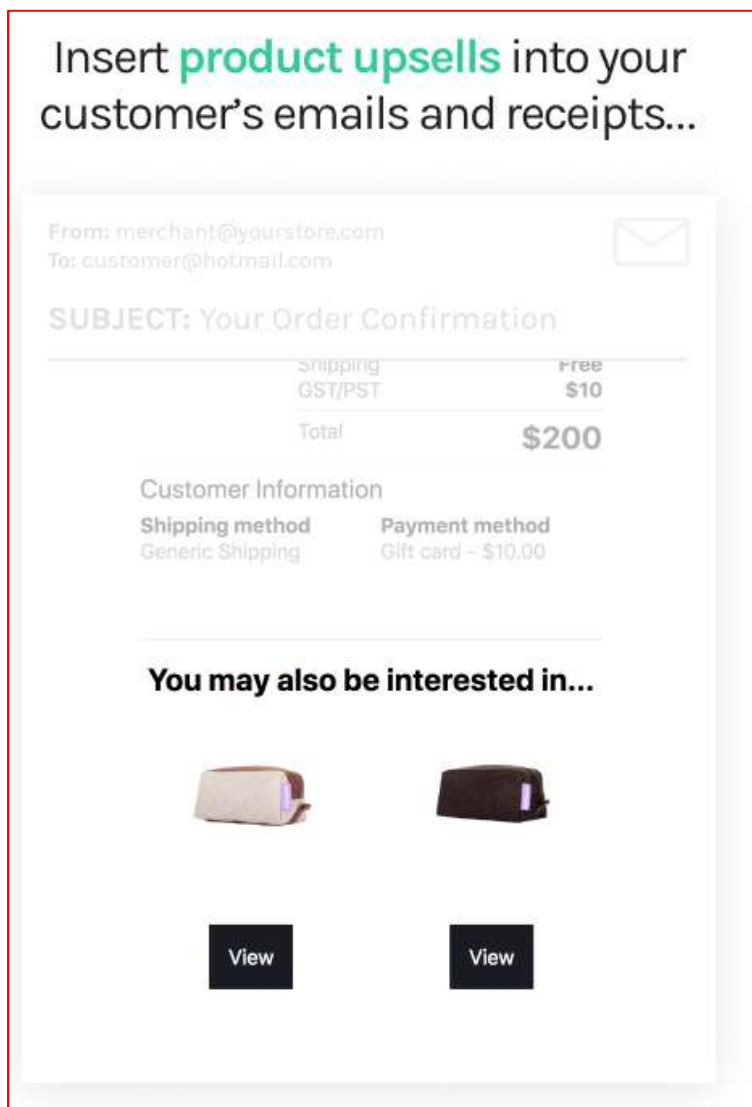 Insert product upsells into your
customer's emails and receipts...
From: merchant@yourstore.com
To: customer@hotmail.com
SUBJECT: Your Order Confirmation
Shipping Free
GST/PST $10
Total $200
Customer Information
Shipping method Payment method
Generic Shipping Gift card - $10.00
You may also be interested in...
View View